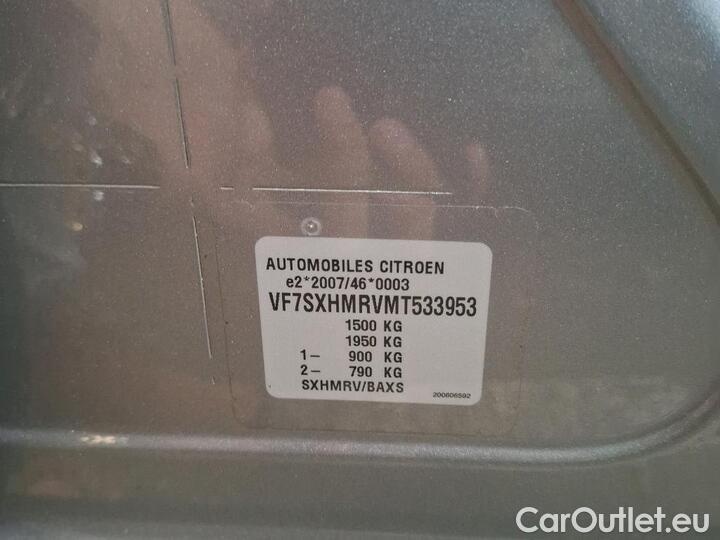 AUTOMOBILES CITROEN
e2*2007/46*0003
VF7SXHMRVMT533953
1500 KG
1950 KG
1- 900 KG
2- 790 KG
SXHMRV/BAXS
200606592
CarOutlet.eu